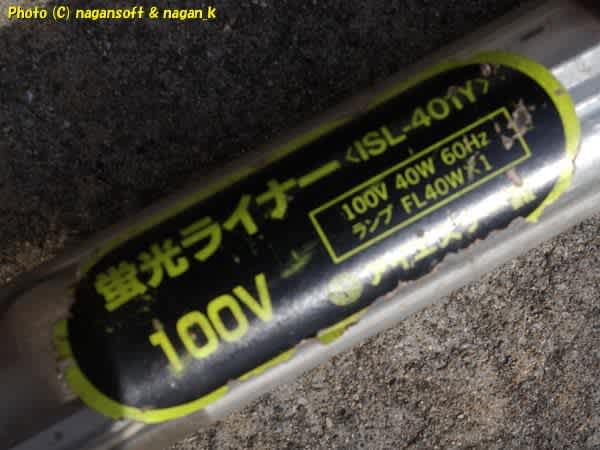 Photo (C) nagansoft & nagan_K
蛍光ライナー〈ISL-401Y〉
100V 40W 60Hz
ランプ FL40W×1
100V